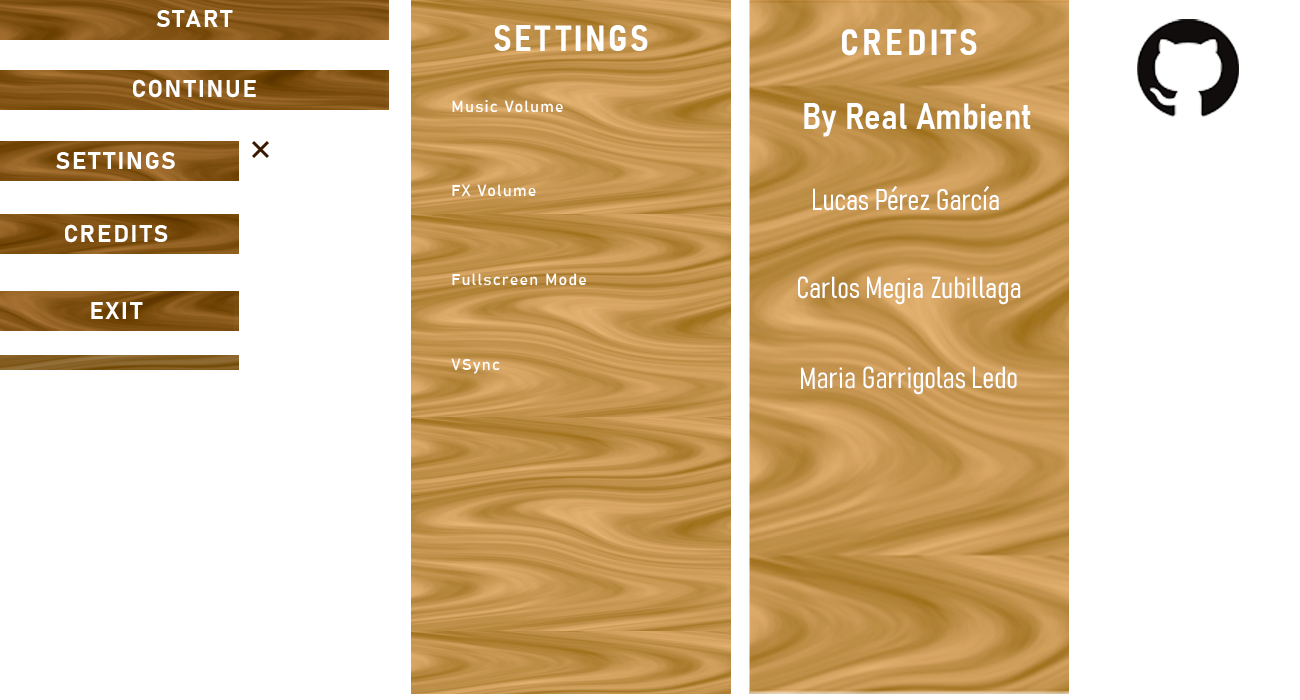 START
CONTINUE
SETTINGS
CREDITS
EXIT
SETTINGS
Music Volume
FX Volume
Fullscreen Mode
VSync
CREDITS
By Real Ambient
Lucas Pérez García
Carlos Megia Zubillaga
Maria Garrigolas Ledo